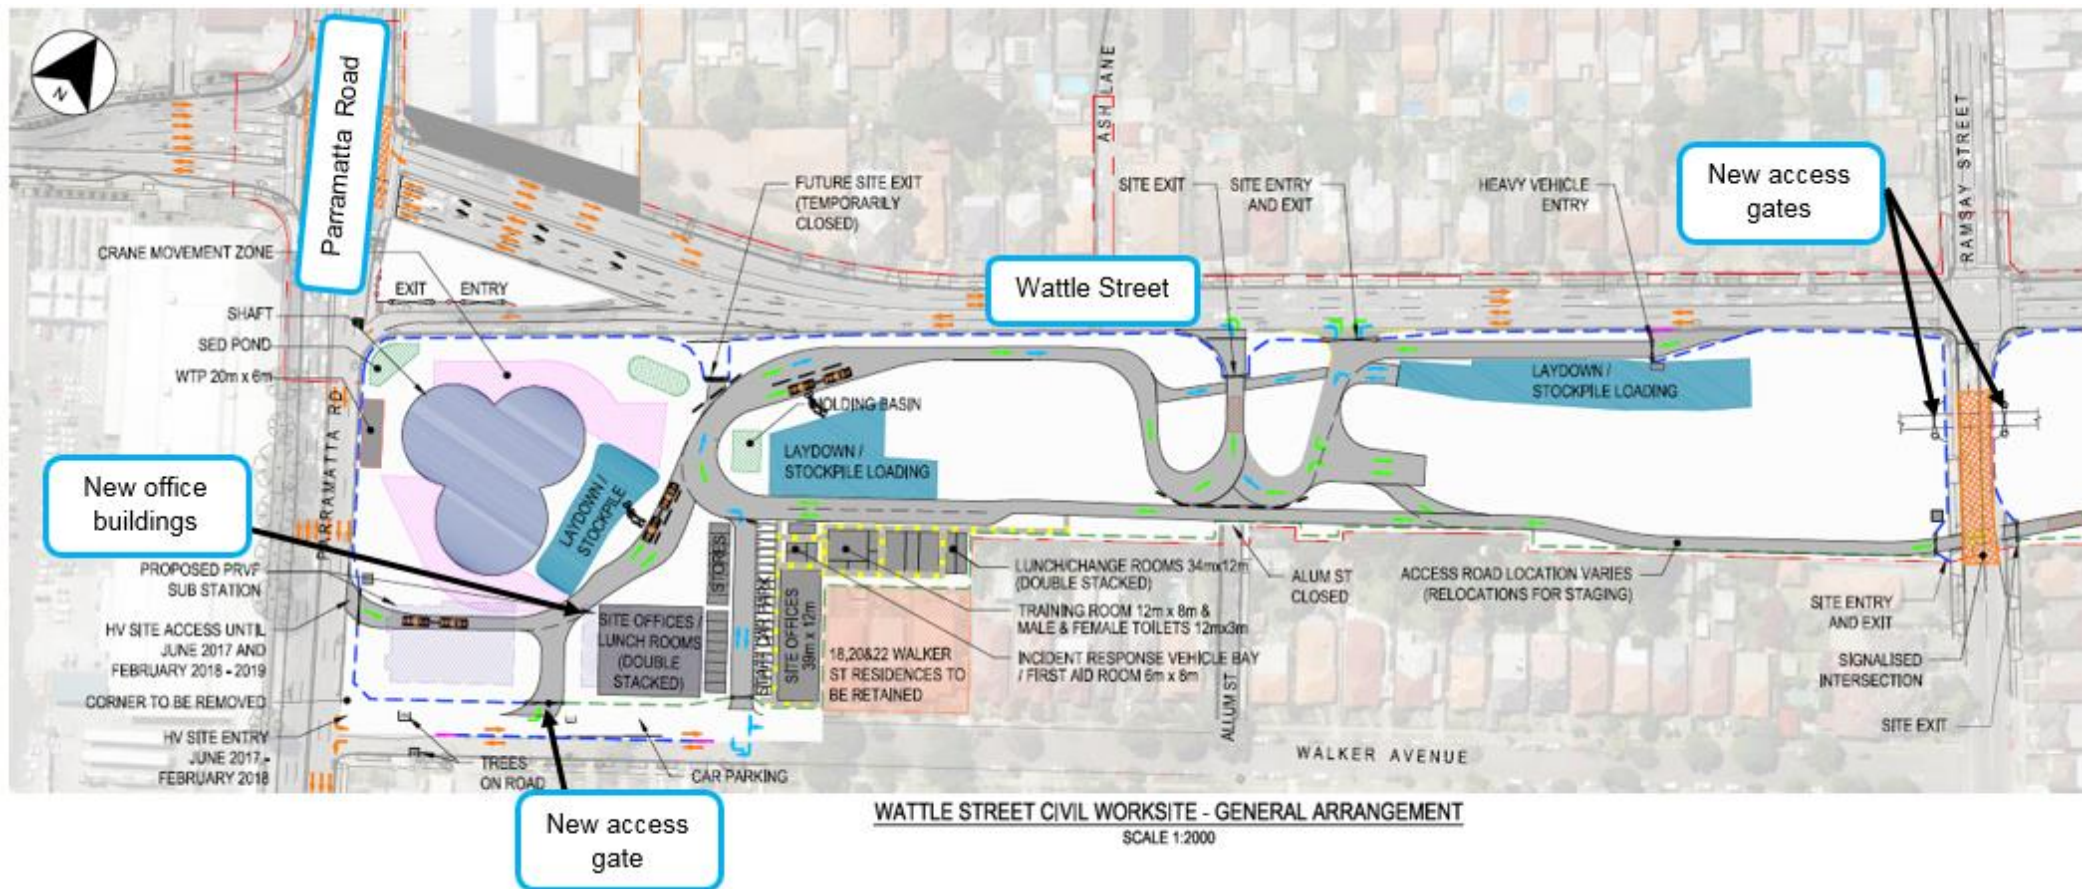 N
Parramatta Road
ASH LANE
RAMSAY STREET
New access
gates
FUTURE SITE EXIT
(TEMPORARILY
CLOSED)
SITE EXIT
SITE ENTRY
AND EXIT
HEAVY VEHICLE
ENTRY
CRANE MOVEMENT ZONE
EXIT
ENTRY
Wattle Street
SHAFT
SED POND
WTP 20m x 6m
PARRAMATTA RD
HOLDING BASIN
LAYDOWN /
STOCKPILE LOADING
LAYDOWN /
STOCKPILE LOADING
LAYDOWN /
STOCKPILE
New office
buildings
PROPOSED PRVF
SUB STATION
HV SITE ACCESS UNTIL
JUNE 2017 AND
FEBRUARY 2018 - 2019
CORNER TO BE REMOVED
HV SITE ENTRY
JUNE 2017 -
FEBRUARY 2018
STORES
SITE OFFICES /
LUNCH ROOMS
(DOUBLE
STACKED)
SITE OFFICES
39m x 12m
18,20&22 WALKER
ST RESIDENCES TO
BE RETAINED
LUNCH/CHANGE ROOMS 34mx12m
(DOUBLE STACKED)
TRAINING ROOM 12m x 8m &
MALE & FEMALE TOILETS 12mx3m
INCIDENT RESPONSE VEHICLE BAY
/ FIRST AID ROOM 6m x 8m
ALUM ST
CLOSED
ALLUM ST
ACCESS ROAD LOCATION VARIES
(RELOCATIONS FOR STAGING)
SITE ENTRY
AND EXIT
SIGNALISED
INTERSECTION
SITE EXIT
WALKER AVENUE
TREES
ON ROAD
CAR PARKING
New access
gate
WATTLE STREET CIVIL WORKSITE - GENERAL ARRANGEMENT
SCALE 1:2000